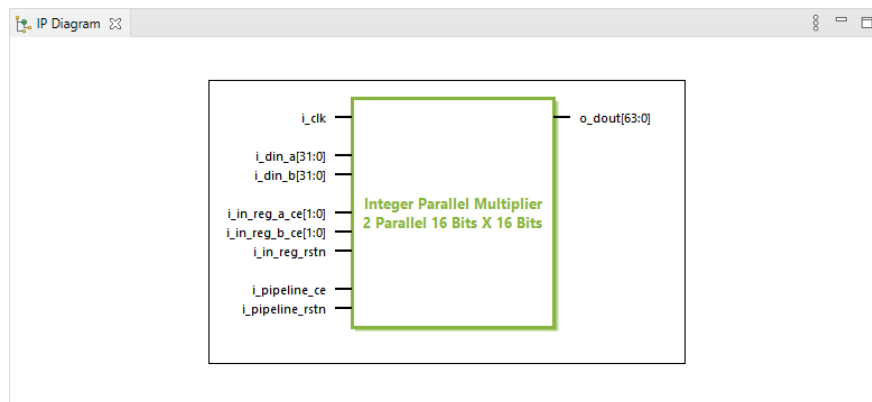 IP Diagram
i_clk
o_dout[63:0]
i_din_a[31:0]
i_din_b[31:0]
Integer Parallel Multiplier
2 Parallel 16 Bits X 16 Bits
i_in_reg_a_ce[1:0]
i_in_reg_b_ce[1:0]
i_in_reg_rstn
i_pipeline_ce
i_pipeline_rstn